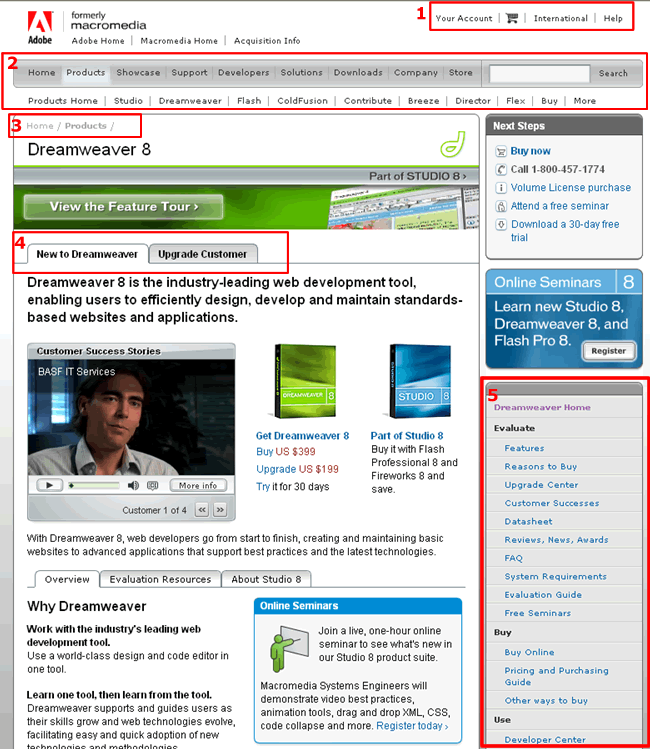 1
Your Account | International | Help
formerly
macromedia
Adobe
Adobe Home | Macromedia Home | Acquisition Info
2
Home Products Showcase Support Developers Solutions Downloads Company Store Search
Products Home | Studio | Dreamweaver | Flash | ColdFusion | Contribute | Breeze | Director | Flex | Buy | More
3
Home / Products /
Dreamweaver 8
Part of STUDIO 8 ›
View the Feature Tour ›
4
New to Dreamweaver
Upgrade Customer
Dreamweaver 8 is the industry-leading web development tool,
enabling users to efficiently design, develop and maintain standards-
based websites and applications.
Customer Success Stories
BASF IT Services
More info
Customer 1 of 4
DREAMWEAVER 8
Get Dreamweaver 8
Buy US $399
Upgrade US $199
Try it for 30 days
STUDIO 8
Part of Studio 8
Buy it with Flash
Professional 8 and
Fireworks 8 and
save.
With Dreamweaver 8, web developers go from start to finish, creating and maintaining basic
websites to advanced applications that support best practices and the latest technologies.
Overview
Evaluation Resources
About Studio 8
Why Dreamweaver
Work with the industry's leading web
development tool.
Use a world-class design and code editor in
one tool.
Learn one tool, then learn from the tool.
Dreamweaver supports and guides users as
their skills grow and web technologies evolve,
facilitating easy and quick adoption of new
technologies and methodologies.
Online Seminars
Join a live, one-hour online
seminar to see what's new in
our Studio 8 product suite.
Macromedia Systems Engineers will
demonstrate video best practices,
animation tools, drag and drop XML, CSS,
code collapse and more. Register today ›
Next Steps
Buy now
Call 1-800-457-1774
Volume License purchase
Attend a free seminar
Download a 30-day free
trial
Online Seminars 8
Learn new Studio 8,
Dreamweaver 8, and
Flash Pro 8.
Register
5
Dreamweaver Home
Evaluate
Features
Reasons to Buy
Upgrade Center
Customer Successes
Datasheet
Reviews, News, Awards
FAQ
System Requirements
Evaluation Guide
Free Seminars
Buy
Buy Online
Pricing and Purchasing
Guide
Other ways to buy
Use
Developer Center